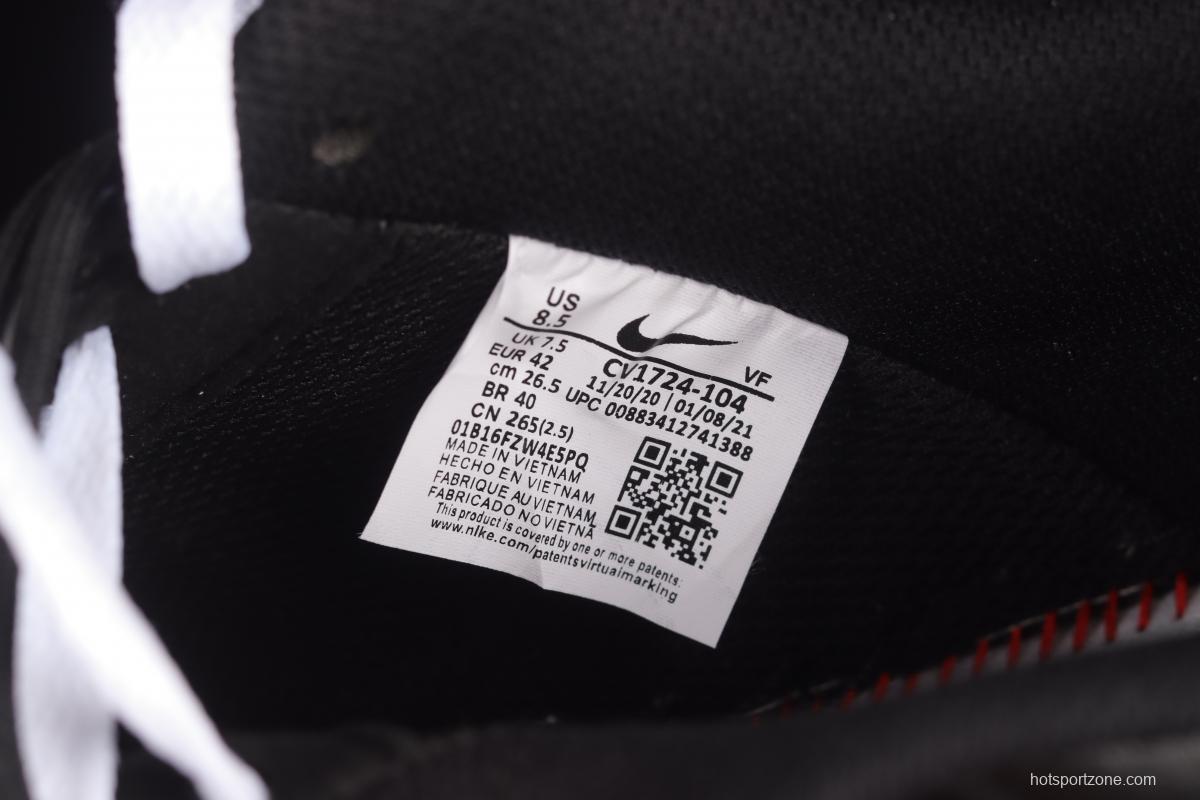 US
8.5
UK 7.5
EUR 42
cm 26.5
BR 40
CN 265(2.5)
VF
CV1724-104
11/20/20 | 01/08/21
UPC 00883412741388
01B16FZW4E5PQ
MADE IN VIETNAM
HECHO EN VIETNAM
FABRIQUE AU VIETNAM
FABRICADO NO VIETNÃ
This product is covered by one or more patents:
www.nike.com/patentsvirtualmarking
hotsportzone.com